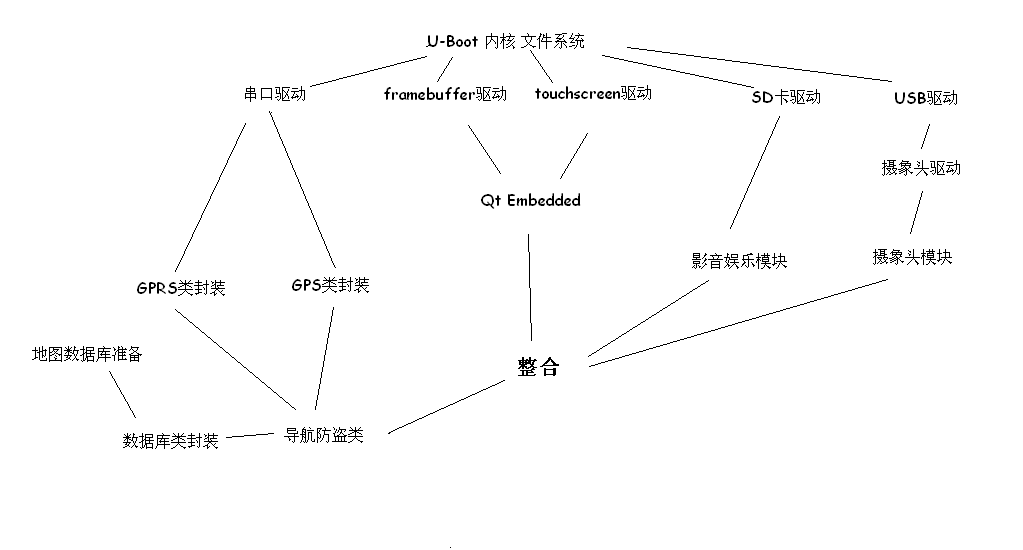 U-Boot 内核 文件系统
串口驱动
framebuffer驱动
touchscreen驱动
SD卡驱动
USB驱动
摄象头驱动
Qt Embedded
影音娱乐模块
摄象头模块
GPRS类封装
GPS类封装
地图数据库准备
整合
数据库类封装
导航防盗类